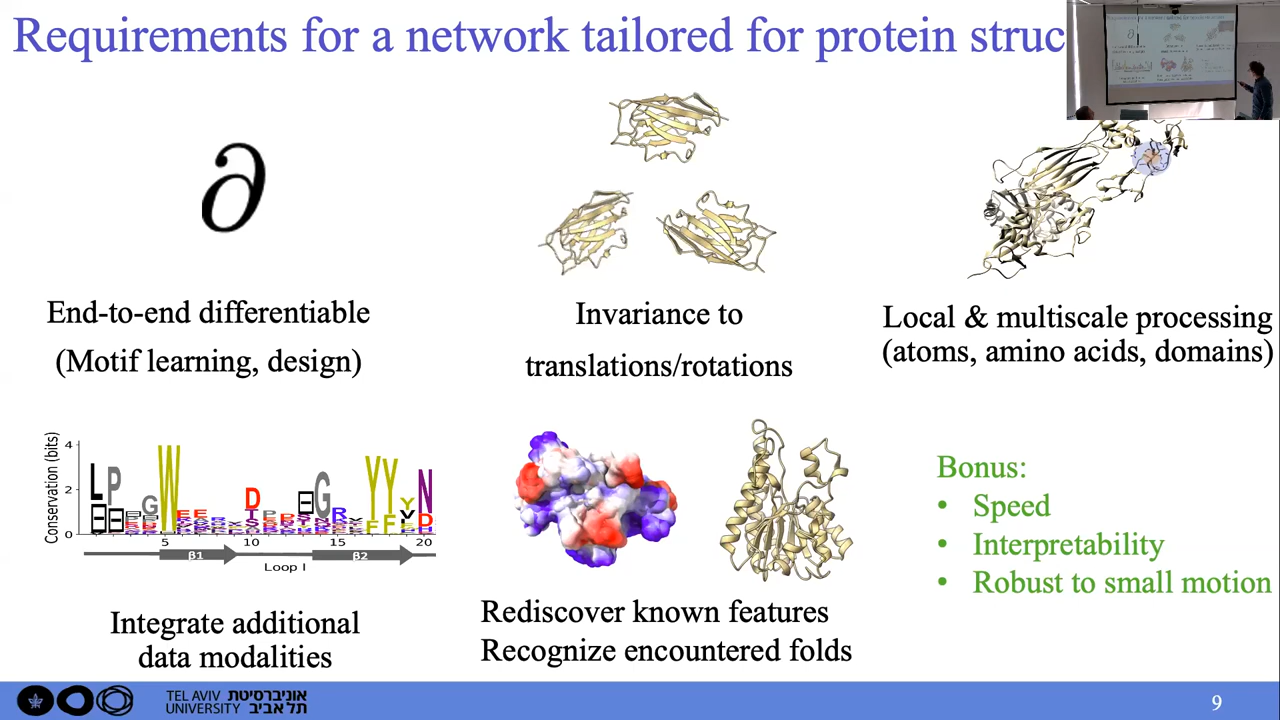 Requirements for a network tailored for protein struc
∂
End-to-end differentiable
(Motif learning, design)
Invariance to
translations/rotations
Local & multiscale processing
(atoms, amino acids, domains)
Conservation (bits)
4
2
0
5
10
15
20
β1
β2
Loop I
Integrate additional
data modalities
Rediscover known features
Recognize encountered folds
Bonus:
• Speed
• Interpretability
• Robust to small motion
TEL AVIV
UNIVERSITY
אוניברסיטת
תל אביב
9